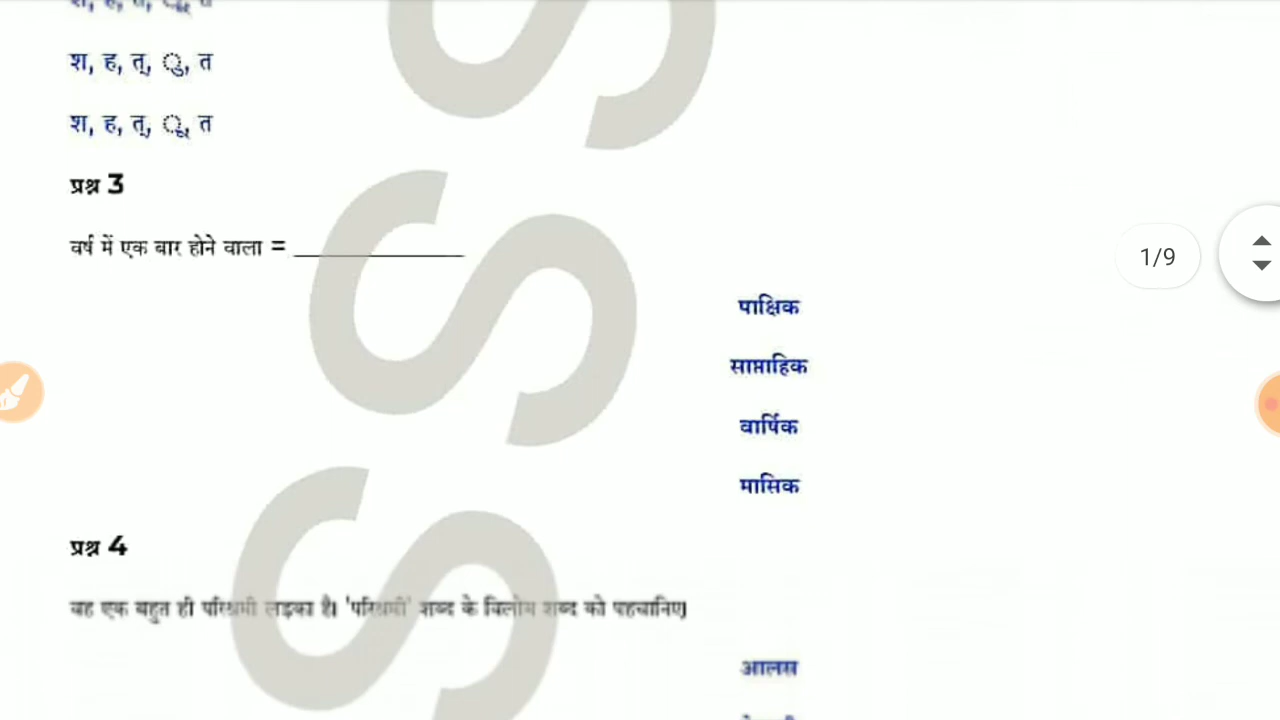 श, ह, त्, ु, त
श, ह, त्, ू, त
प्रश्न 3
वर्ष में एक बार होने वाला = ____________
1/9
पाक्षिक
साप्ताहिक
वार्षिक
मासिक
प्रश्न 4
वह एक बहुत ही परिश्रमी लड़का है। 'परिश्रमी' शब्द के विलोम शब्द को पहचानिए।
आलस